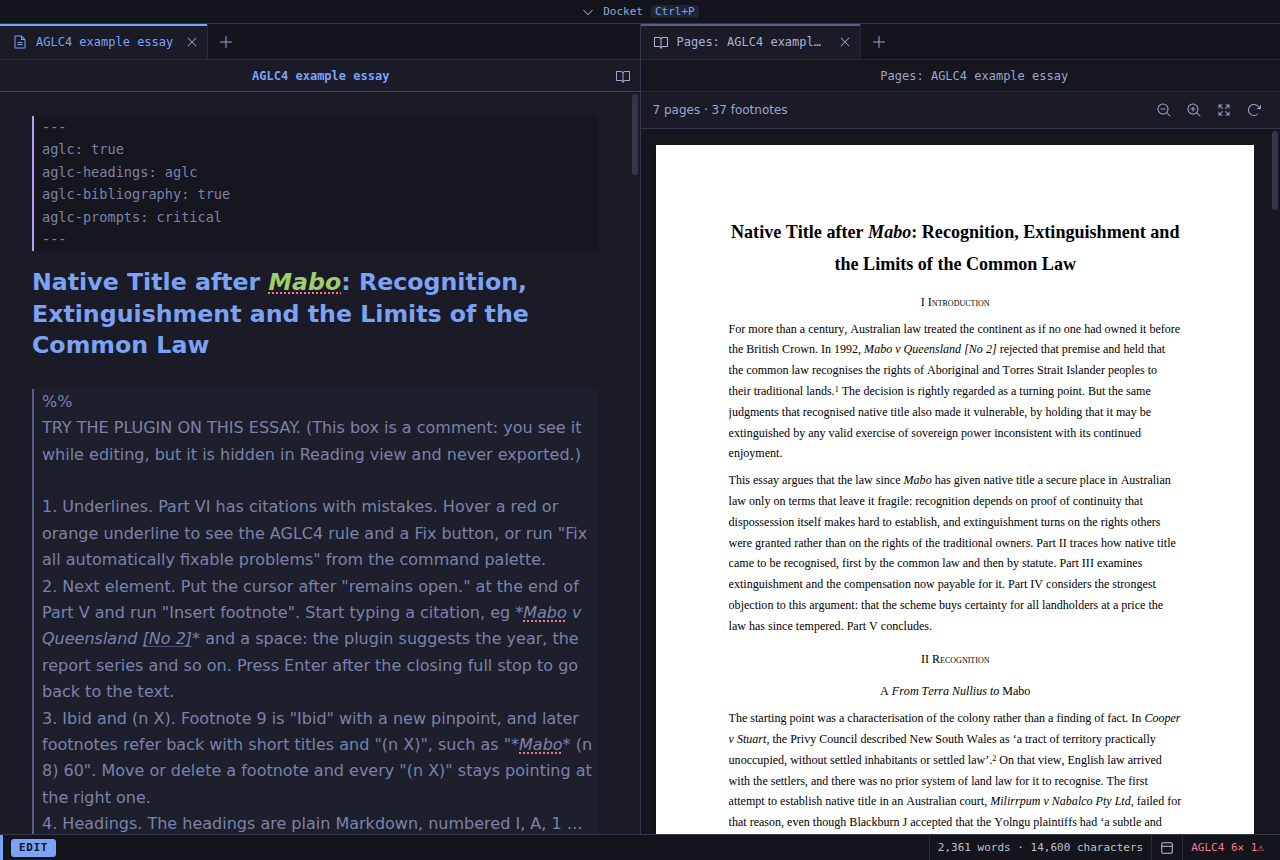 Docket Ctrl+P
AGLC4 example essay
Pages: AGLC4 exampl…
AGLC4 example essay
Pages: AGLC4 example essay
---
aglc: true
aglc-headings: aglc
aglc-bibliography: true
aglc-prompts: critical
---
Native Title after Mabo: Recognition,
Extinguishment and the Limits of the
Common Law
%%
TRY THE PLUGIN ON THIS ESSAY. (This box is a comment: you see it
while editing, but it is hidden in Reading view and never exported.)
1. Underlines. Part VI has citations with mistakes. Hover a red or
orange underline to see the AGLC4 rule and a Fix button, or run "Fix
all automatically fixable problems" from the command palette.
2. Next element. Put the cursor after "remains open." at the end of
Part V and run "Insert footnote". Start typing a citation, eg *Mabo v
Queensland [No 2]* and a space: the plugin suggests the year, the
report series and so on. Press Enter after the closing full stop to go
back to the text.
3. Ibid and (n X). Footnote 9 is "Ibid" with a new pinpoint, and later
footnotes refer back with short titles and "(n X)", such as "*Mabo* (n
8) 60". Move or delete a footnote and every "(n X)" stays pointing at
the right one.
4. Headings. The headings are plain Markdown, numbered I, A, 1 ...
7 pages · 37 footnotes
Native Title after Mabo: Recognition, Extinguishment and
the Limits of the Common Law
I Introduction
For more than a century, Australian law treated the continent as if no one had owned it before
the British Crown. In 1992, Mabo v Queensland [No 2] rejected that premise and held that
the common law recognises the rights of Aboriginal and Torres Strait Islander peoples to
their traditional lands.1 The decision is rightly regarded as a turning point. But the same
judgments that recognised native title also made it vulnerable, by holding that it may be
extinguished by any valid exercise of sovereign power inconsistent with its continued
enjoyment.
This essay argues that the law since Mabo has given native title a secure place in Australian
law only on terms that leave it fragile: recognition depends on proof of continuity that
dispossession itself makes hard to establish, and extinguishment turns on the rights others
were granted rather than on the rights of the traditional owners. Part II traces how native title
came to be recognised, first by the common law and then by statute. Part III examines
extinguishment and the compensation now payable for it. Part IV considers the strongest
objection to this argument: that the scheme buys certainty for all landholders at a price the
law has since tempered. Part V concludes.
II Recognition
A From Terra Nullius to Mabo
The starting point was a characterisation of the colony rather than a finding of fact. In Cooper
v Stuart, the Privy Council described New South Wales as ‘a tract of territory practically
unoccupied, without settled inhabitants or settled law’.2 On that view, English law arrived
with the settlers, and there was no prior system of land law for it to recognise. The first
attempt to establish native title in an Australian court, Milirrpum v Nabalco Pty Ltd, failed for
that reason, even though Blackburn J accepted that the Yolngu plaintiffs had ‘a subtle and
EDIT
2,361 words · 14,600 characters
AGLC4 6× 1⚠